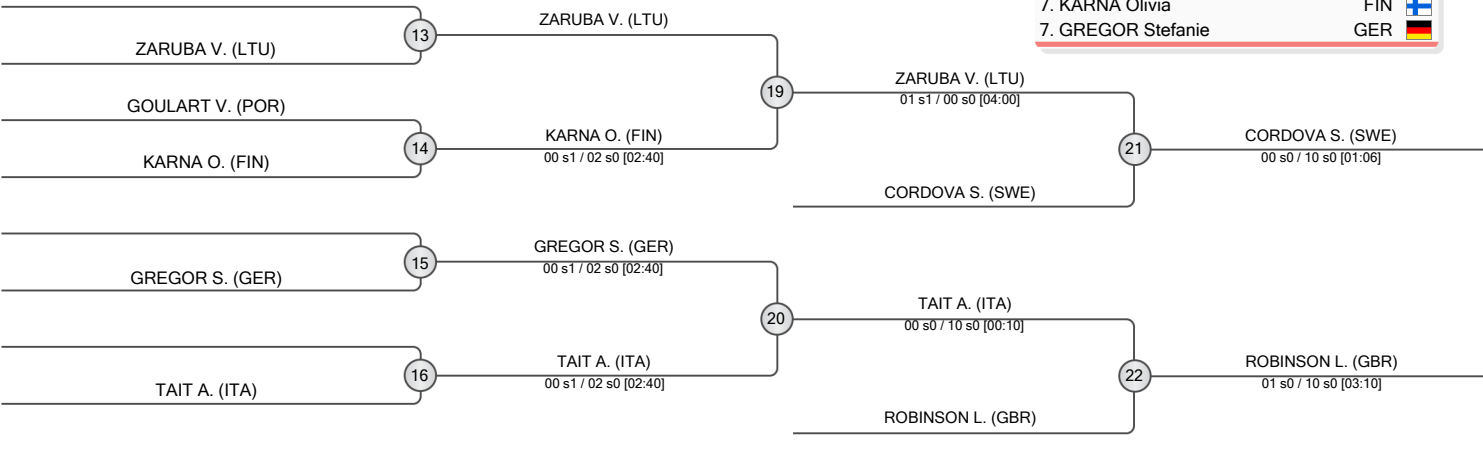 7. KARNA Olivia FIN
7. GREGOR Stefanie GER
ZARUBA V. (LTU)
13
ZARUBA V. (LTU)
GOULART V. (POR)
14
KARNA O. (FIN)
KARNA O. (FIN)
00 s1 / 02 s0 [02:40]
19
ZARUBA V. (LTU)
01 s1 / 00 s0 [04:00]
CORDOVA S. (SWE)
21
CORDOVA S. (SWE)
00 s0 / 10 s0 [01:06]
GREGOR S. (GER)
15
GREGOR S. (GER)
00 s1 / 02 s0 [02:40]
TAIT A. (ITA)
16
TAIT A. (ITA)
00 s1 / 02 s0 [02:40]
20
TAIT A. (ITA)
00 s0 / 10 s0 [00:10]
ROBINSON L. (GBR)
22
ROBINSON L. (GBR)
01 s0 / 10 s0 [03:10]